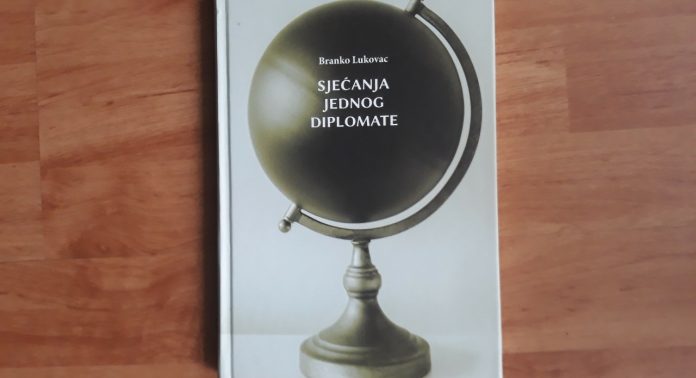 Branko Lukovac
SJEĆANJA
JEDNOG
DIPLOMATE